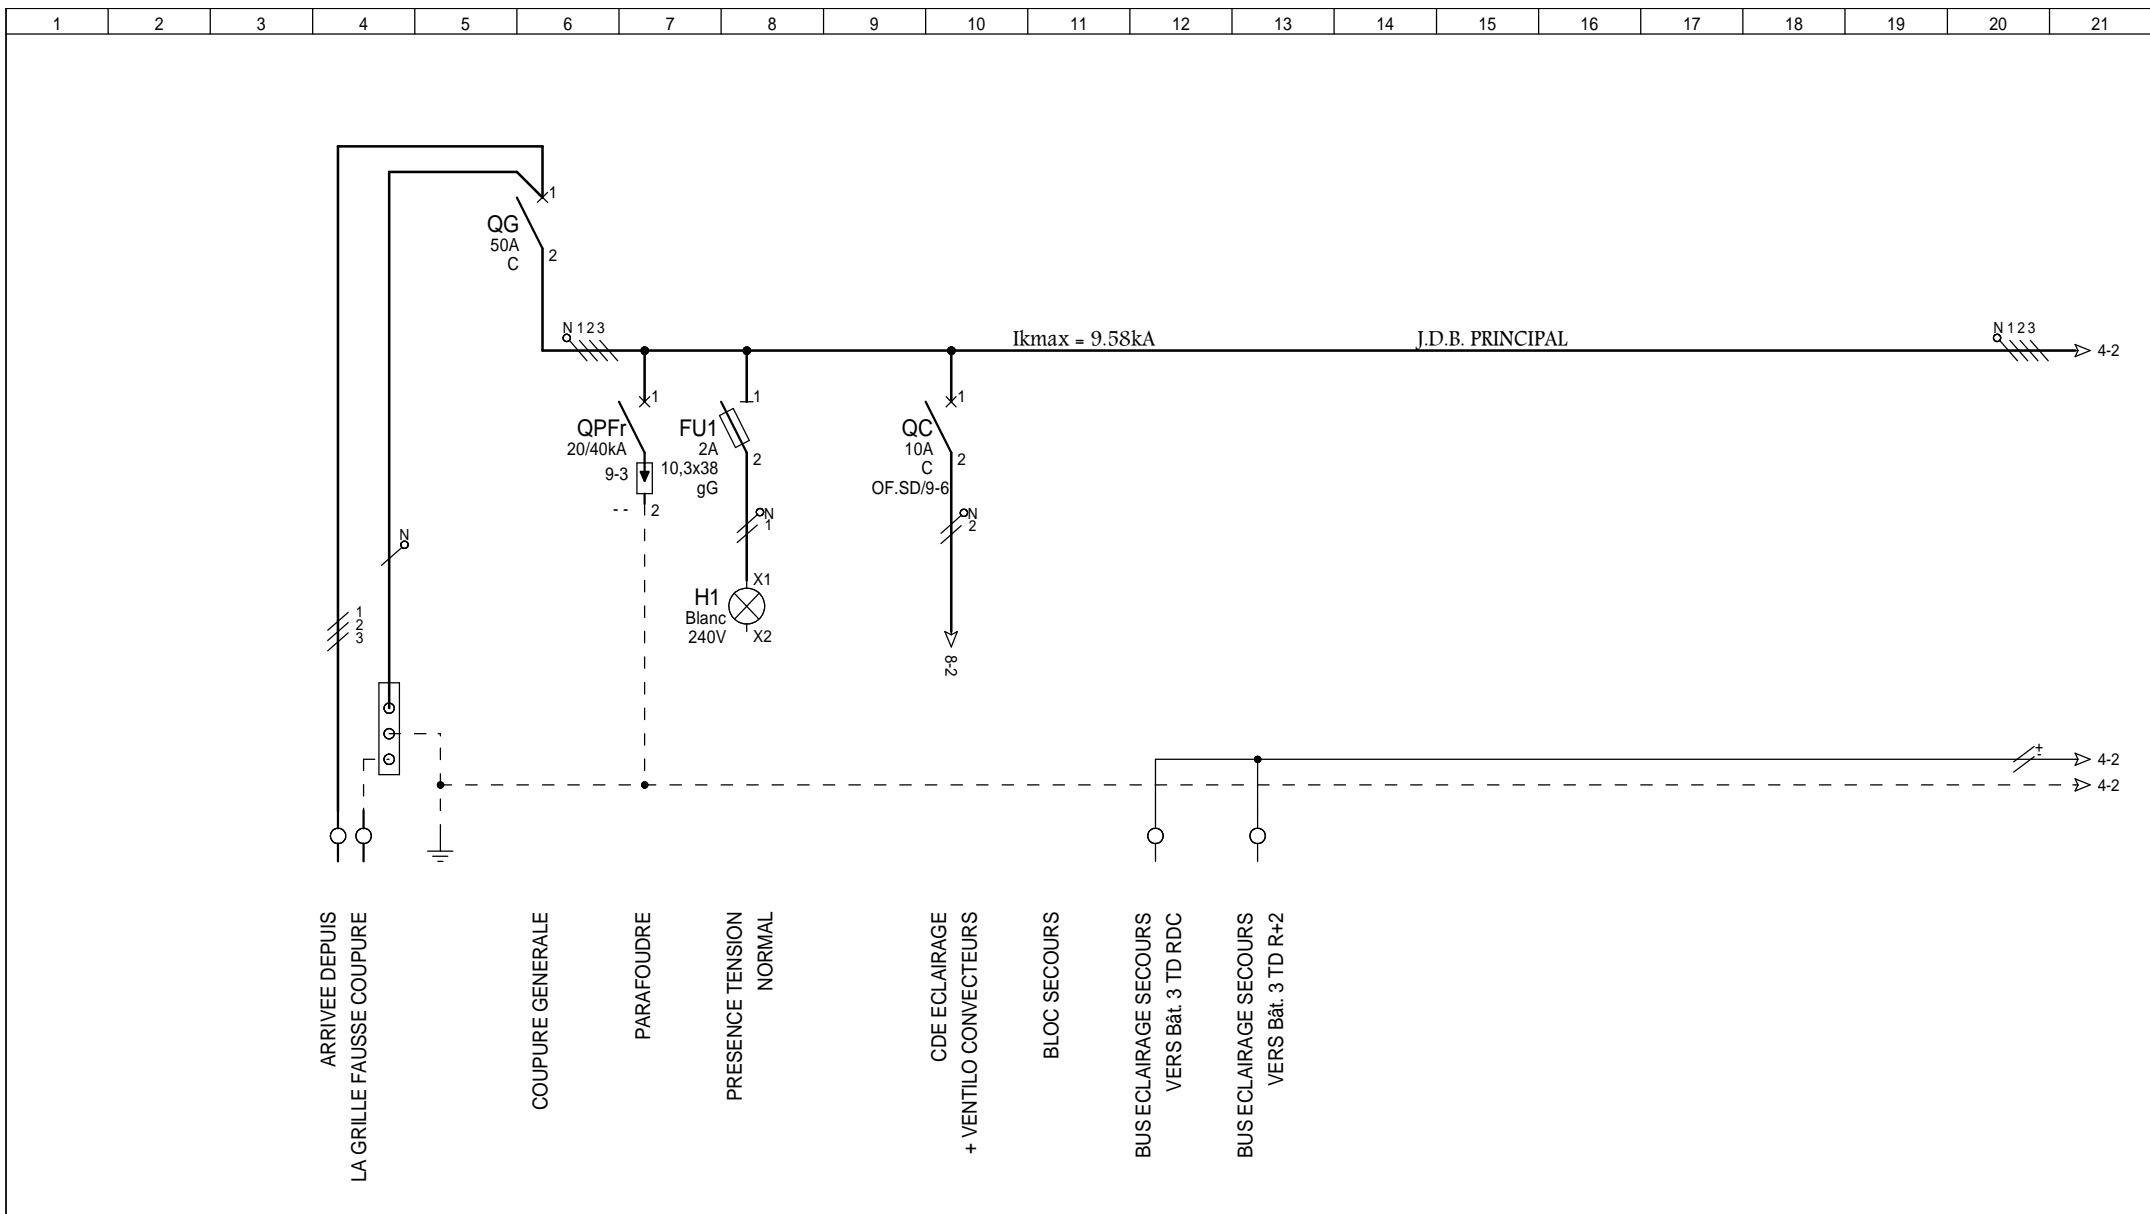 1 2 3 4 5 6 7 8 9 10 11 12 13 14 15 16 17 18 19 20 21
1
QG
50A
C
2
N 1 2 3
Ikmax = 9.58kA
J.D.B. PRINCIPAL
N 1 2 3
4-2
1
QPFr
20/40kA
9-3
- -
2
1
FU1
2A
10,3x38
gG
2
N
1
1
QC
10A
C
OF.SD/9-6
2
N
2
8-2
N
X1
H1
Blanc
240V
X2
1
2
3
+
-
4-2
4-2
ARRIVEE DEPUIS
LA GRILLE FAUSSE COUPURE
COUPURE GENERALE
PARAFOUDRE
PRESENCE TENSION
NORMAL
CDE ECLAIRAGE
+ VENTILO CONVECTEURS
BLOC SECOURS
BUS ECLAIRAGE SECOURS
VERS Bât. 3 TD RDC
BUS ECLAIRAGE SECOURS
VERS Bât. 3 TD R+2